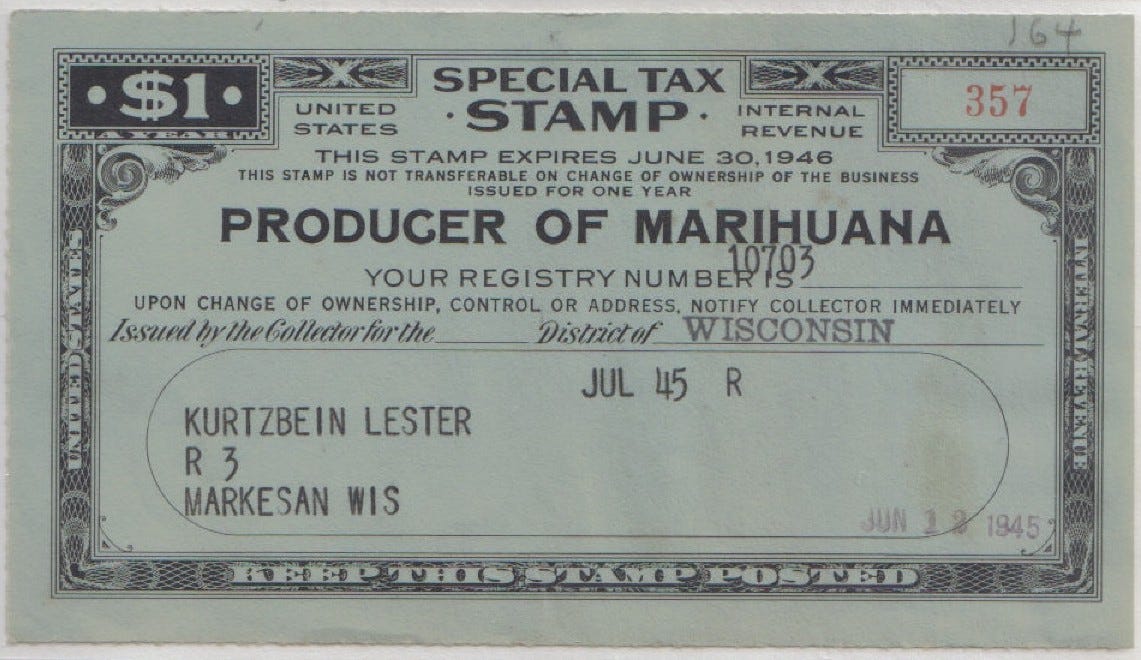 164
$1
A YEAR
UNITED STATES
SPECIAL TAX
STAMP
INTERNAL REVENUE
357
THIS STAMP EXPIRES JUNE 30, 1946
THIS STAMP IS NOT TRANSFERABLE ON CHANGE OF OWNERSHIP OF THE BUSINESS
ISSUED FOR ONE YEAR
PRODUCER OF MARIHUANA
YOUR REGISTRY NUMBER IS 10703
UPON CHANGE OF OWNERSHIP, CONTROL OR ADDRESS, NOTIFY COLLECTOR IMMEDIATELY
Issued by the Collector for the District of WISCONSIN
JUL 45 R
KURTZBEIN LESTER
R 3
MARKESAN WIS
JUN 1945
UNITED STATES
INTERNAL REVENUE
KEEP THIS STAMP POSTED